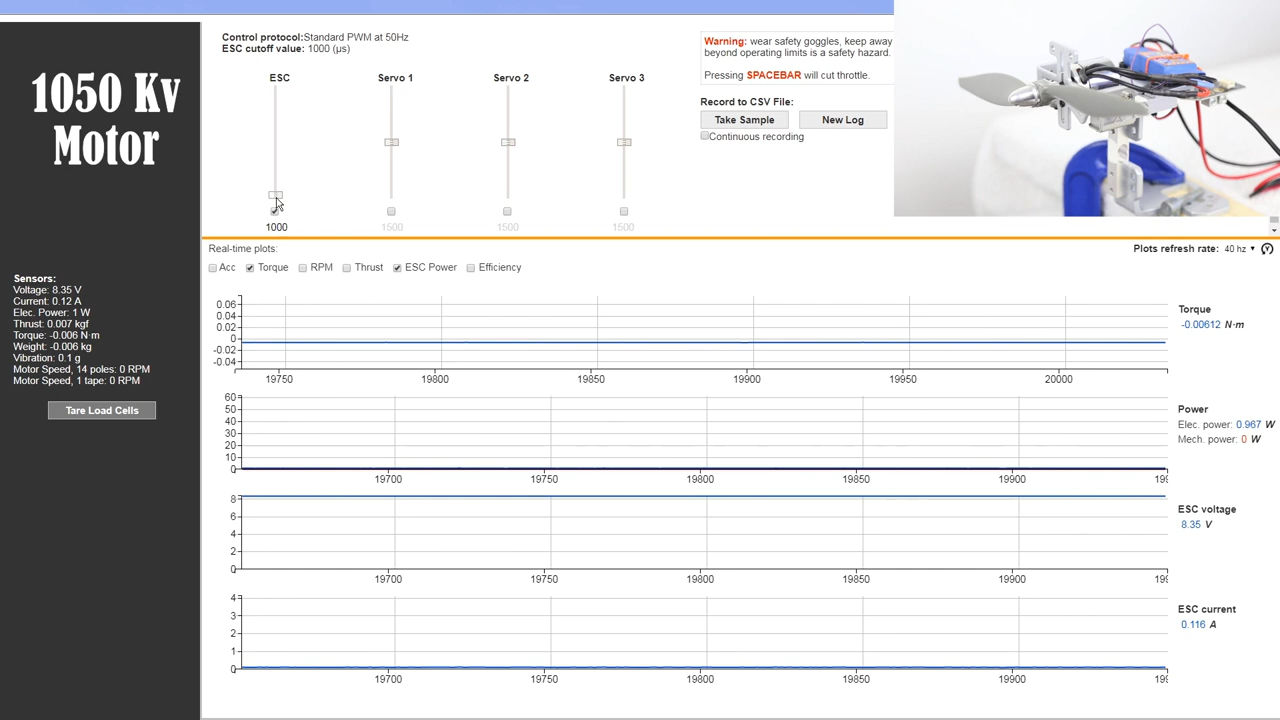 1050 Kv
Motor
Sensors:
Voltage: 8.35 V
Current: 0.12 A
Elec. Power: 1 W
Thrust: 0.007 kgf
Torque: -0.006 N·m
Weight: -0.006 kg
Vibration: 0.1 g
Motor Speed, 14 poles: 0 RPM
Motor Speed, 1 tape: 0 RPM
Tare Load Cells
Control protocol:Standard PWM at 50Hz
ESC cutoff value: 1000 (µs)
ESC Servo 1 Servo 2 Servo 3
1000 1500 1500 1500
Warning: wear safety goggles, keep away
beyond operating limits is a safety hazard.
Pressing SPACEBAR will cut throttle.
Record to CSV File:
Take Sample New Log
Continuous recording
Real-time plots:
Plots refresh rate: 40 hz
Acc Torque RPM Thrust ESC Power Efficiency
0.06
0.04
0.02
0
-0.02
-0.04
19750 19800 19850 19900 19950 20000
Torque
-0.00612 N·m
60
50
40
30
20
10
0
19700 19750 19800 19850 19900 199
Power
Elec. power: 0.967 W
Mech. power: 0 W
8
6
4
2
0
19700 19750 19800 19850 19900 199
ESC voltage
8.35 V
4
3
2
1
0
19700 19750 19800 19850 19900 199
ESC current
0.116 A